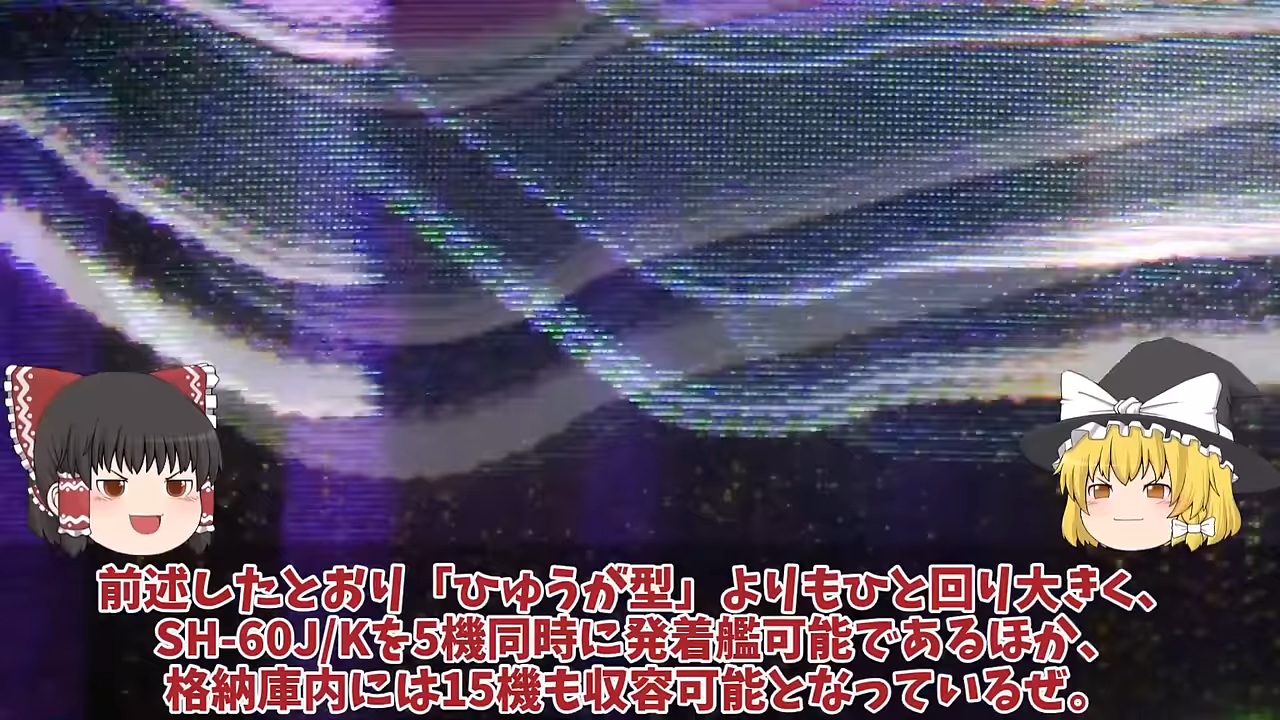 前述したとおり「ひゅうが型」よりもひと回り大きく、
SH-60J/Kを5機同時に発着艦可能であるほか、
格納庫内には15機も収容可能となっているぜ。